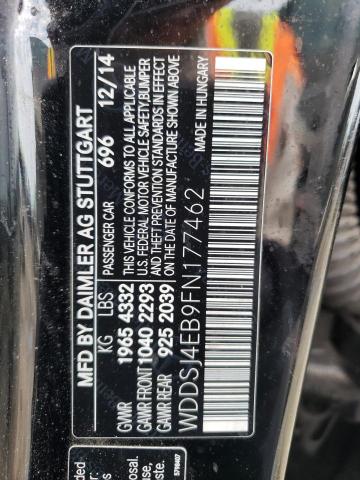 MFD BY DAIMLER AG STUTTGART
KG LBS PASSENGER CAR 696 12/14
GVWR 1965 4332 THIS VEHICLE CONFORMS TO ALL APPLICABLE
GAWR FRONT 1040 2293 U.S. FEDERAL MOTOR VEHICLE SAFETY, BUMPER
GAWR REAR 925 2039 AND THEFT PREVENTION STANDARDS IN EFFECT
ON THE DATE OF MANUFACTURE SHOWN ABOVE
MADE IN HUNGARY
WDDSJ4EB9FN177462
5798607